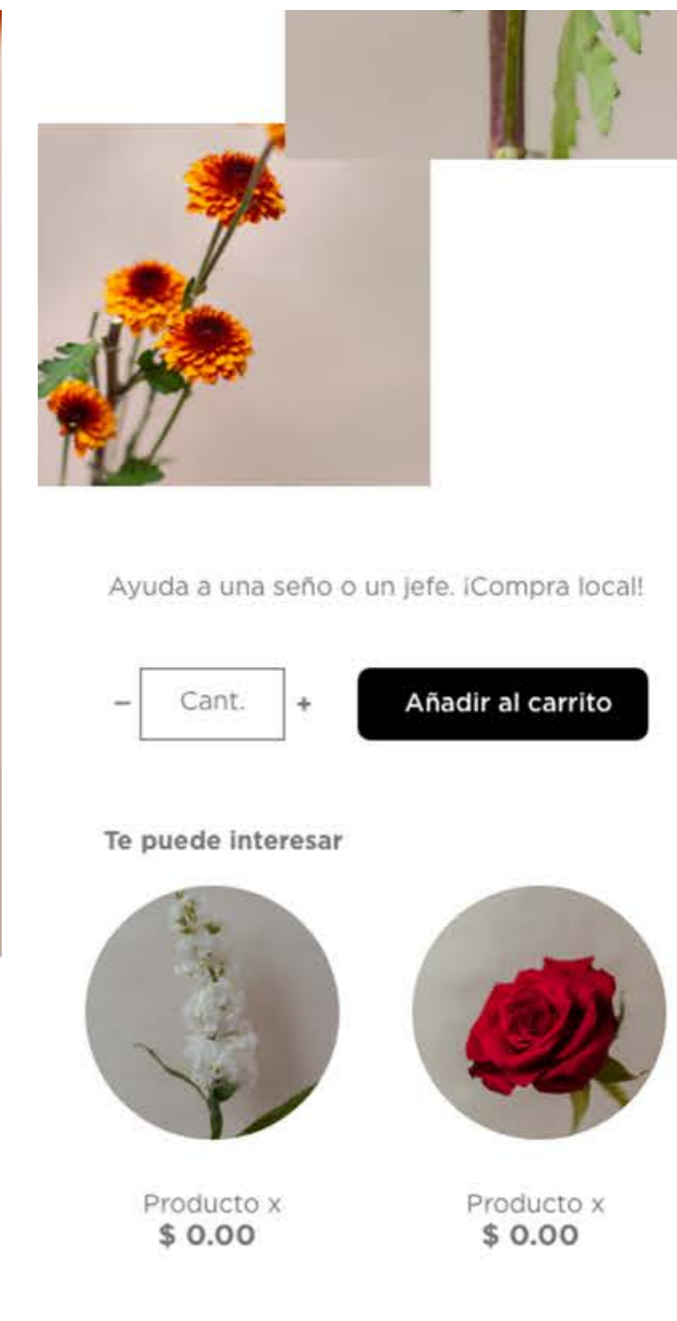 Ayuda a una seño o un jefe. ¡Compra local!
– Cant. + Añadir al carrito
Te puede interesar
Producto x Producto x
$ 0.00 $ 0.00